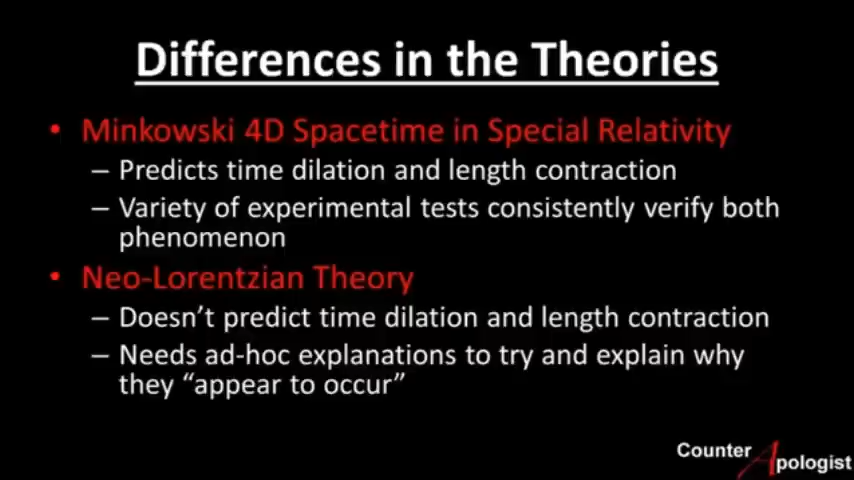 Differences in the Theories
• Minkowski 4D Spacetime in Special Relativity
– Predicts time dilation and length contraction
– Variety of experimental tests consistently verify both
phenomenon
• Neo-Lorentzian Theory
– Doesn't predict time dilation and length contraction
– Needs ad-hoc explanations to try and explain why
they “appear to occur”
Counter Apologist